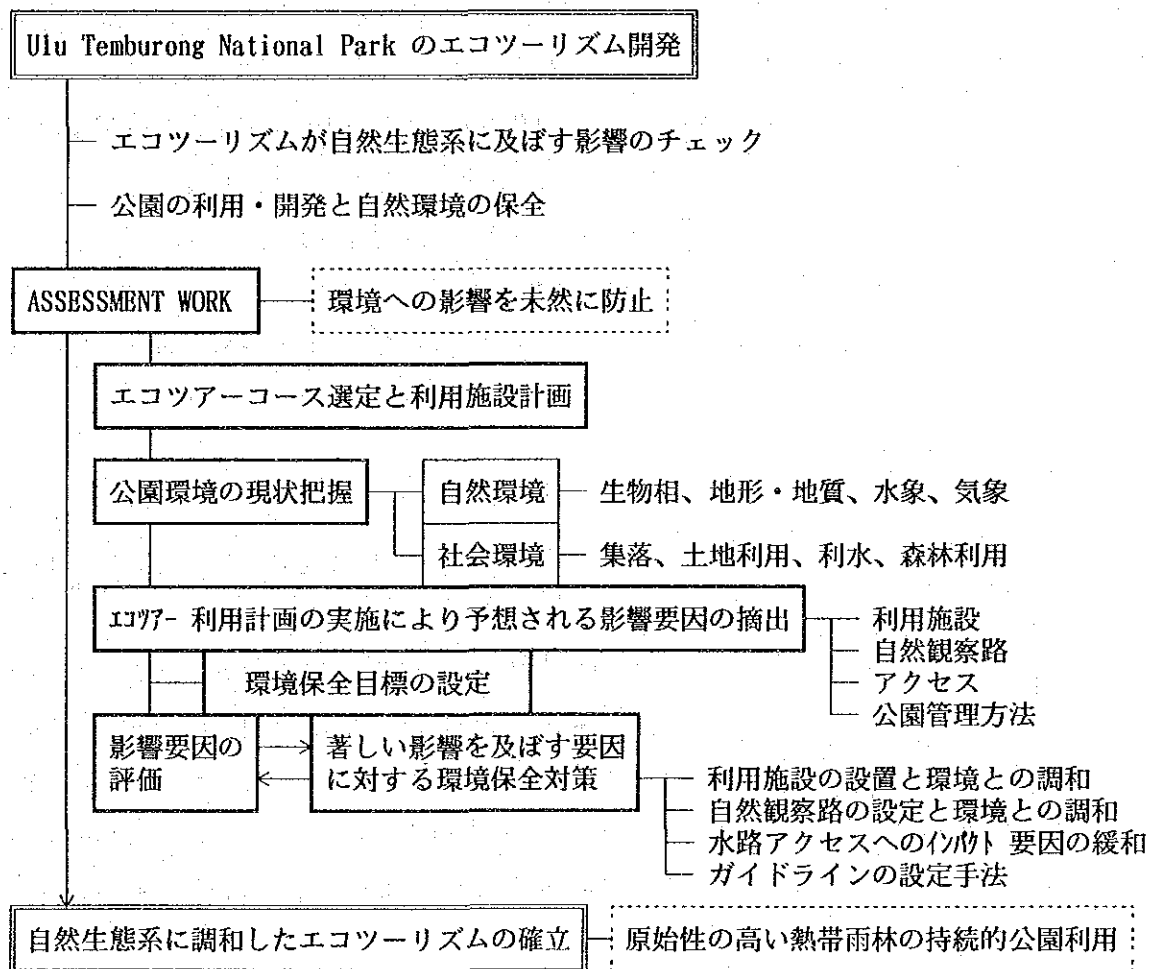 Ulu Temburong National Park のエコツーリズム開発
エコツーリズムが自然生態系に及ぼす影響のチェック
公園の利用・開発と自然環境の保全
ASSESSMENT WORK
環境への影響を未然に防止
エコツアーコース選定と利用施設計画
公園環境の現状把握
自然環境
生物相、地形・地質、水象、気象
社会環境
集落、土地利用、利水、森林利用
ｴｺﾂｱｰ 利用計画の実施により予想される影響要因の摘出
利用施設
自然観察路
アクセス
公園管理方法
環境保全目標の設定
影響要因の
評価
著しい影響を及ぼす要因
に対する環境保全対策
利用施設の設置と環境との調和
自然観察路の設定と環境との調和
水路アクセスへのｲﾝﾊﾟｸﾄ 要因の緩和
ガイドラインの設定手法
自然生態系に調和したエコツーリズムの確立
原始性の高い熱帯雨林の持続的公園利用